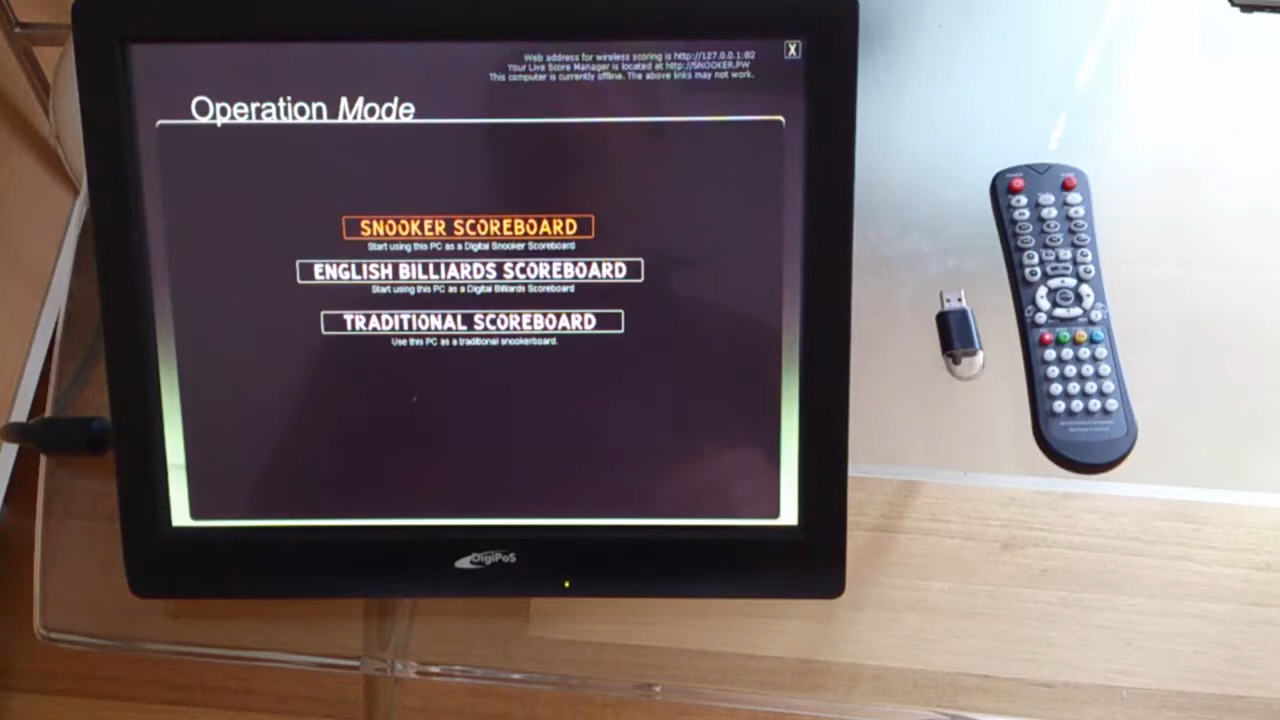 Web address for wireless scoring is http://127.0.0.1:82
Your Live Score Manager is located at http://SNOOKER.PW
This computer is currently offline. The above links may not work.
X
Operation Mode
SNOOKER SCOREBOARD
Start using this PC as a Digital Snooker Scoreboard
ENGLISH BILLIARDS SCOREBOARD
Start using this PC as a Digital Billiards Scoreboard
TRADITIONAL SCOREBOARD
Use this PC as a traditional snookerboard.
DigiPoS